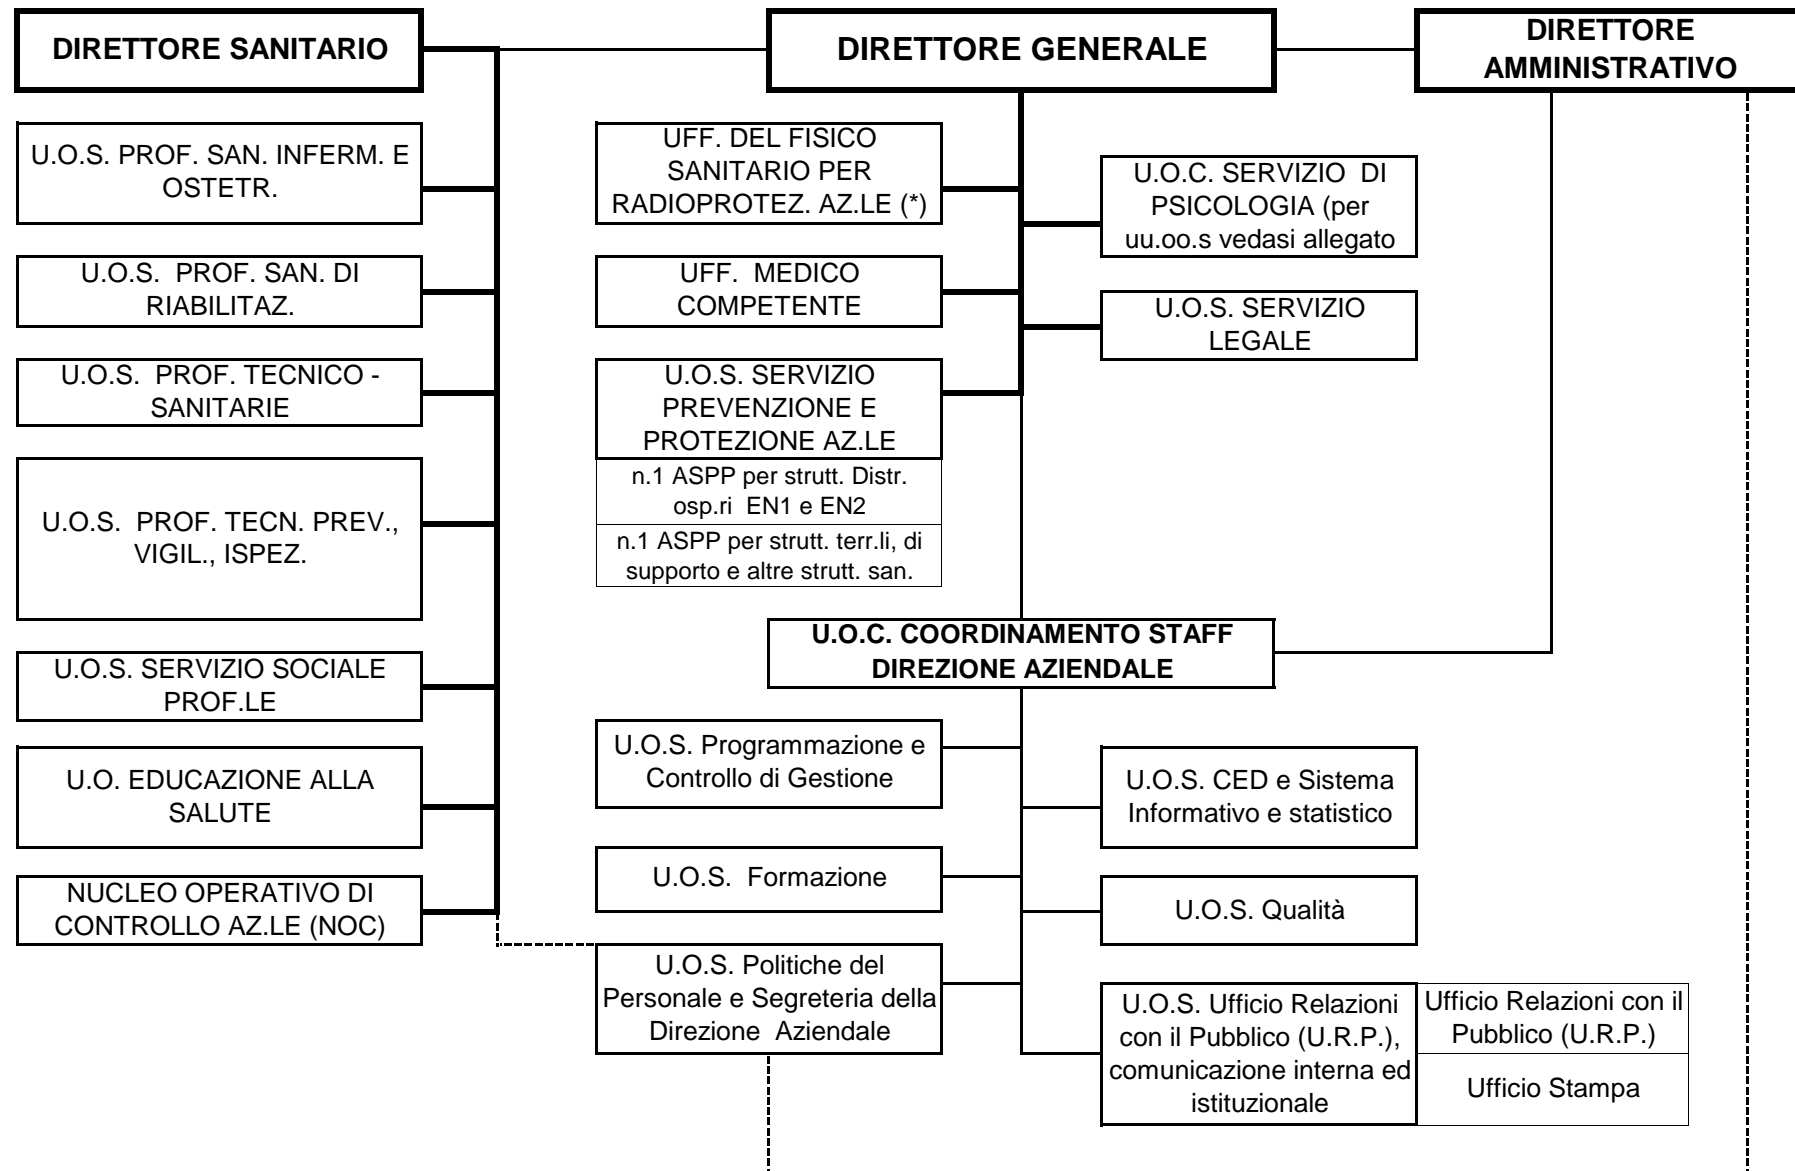 DIRETTORE SANITARIO
DIRETTORE GENERALE
DIRETTORE
AMMINISTRATIVO
U.O.S. PROF. SAN. INFERM. E
OSTETR.
U.O.S. PROF. SAN. DI
RIABILITAZ.
U.O.S. PROF. TECNICO -
SANITARIE
U.O.S. PROF. TECN. PREV.,
VIGIL., ISPEZ.
U.O.S. SERVIZIO SOCIALE
PROF.LE
U.O. EDUCAZIONE ALLA
SALUTE
NUCLEO OPERATIVO DI
CONTROLLO AZ.LE (NOC)
UFF. DEL FISICO
SANITARIO PER
RADIOPROTEZ. AZ.LE (*)
UFF. MEDICO
COMPETENTE
U.O.S. SERVIZIO
PREVENZIONE E
PROTEZIONE AZ.LE
n.1 ASPP per strutt. Distr.
osp.ri EN1 e EN2
n.1 ASPP per strutt. terr.li, di
supporto e altre strutt. san.
U.O.C. SERVIZIO DI
PSICOLOGIA (per
uu.oo.s vedasi allegato
U.O.S. SERVIZIO
LEGALE
U.O.C. COORDINAMENTO STAFF
DIREZIONE AZIENDALE
U.O.S. Programmazione e
Controllo di Gestione
U.O.S. Formazione
U.O.S. Politiche del
Personale e Segreteria della
Direzione Aziendale
U.O.S. CED e Sistema
Informativo e statistico
U.O.S. Qualità
U.O.S. Ufficio Relazioni
con il Pubblico (U.R.P.),
comunicazione interna ed
istituzionale
Ufficio Relazioni con il
Pubblico (U.R.P.)
Ufficio Stampa